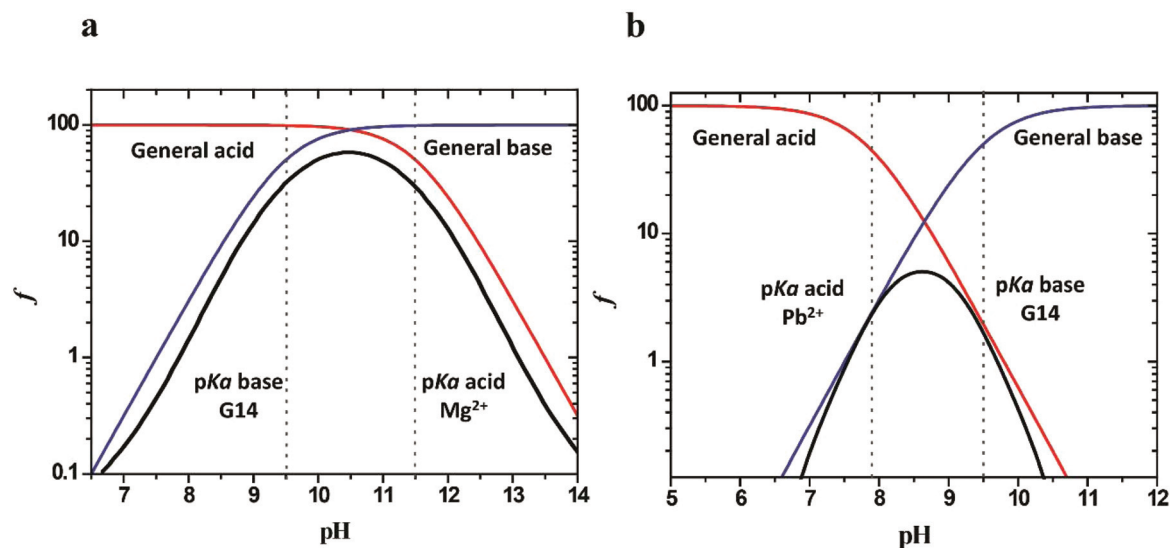 a
100
10
1
0.1
f
General acid
General base
pKa base
G14
pKa acid
Mg²⁺
7
8
9
10
11
12
13
14
pH
b
100
10
1
f
General acid
General base
pKa acid
Pb²⁺
pKa base
G14
5
6
7
8
9
10
11
12
pH